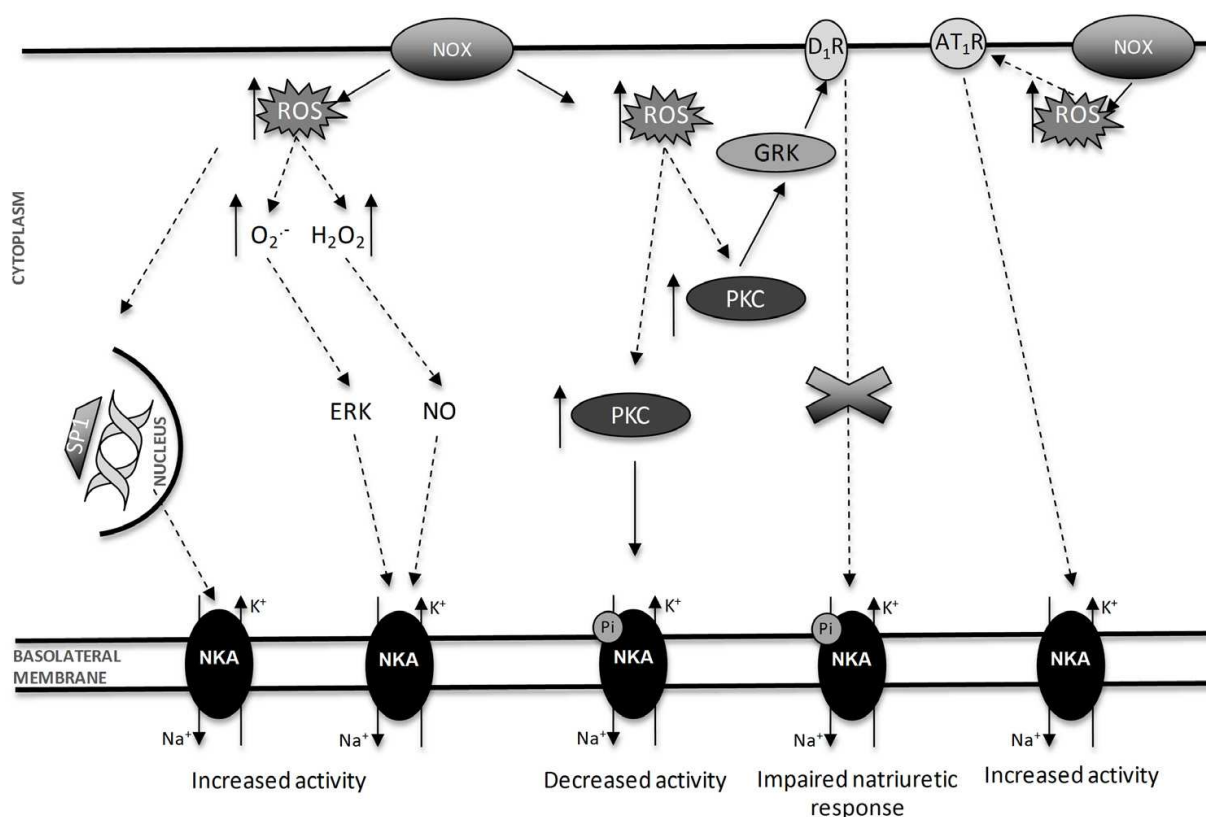 NOX
D₁R
AT₁R
NOX
ROS
ROS
ROS
GRK
CYTOPLASM
O₂·-
H₂O₂
PKC
PKC
ERK
NO
SP1
NUCLEUS
K⁺
K⁺
K⁺
K⁺
K⁺
Pi
Pi
BASOLATERAL
MEMBRANE
NKA
NKA
NKA
NKA
NKA
Na⁺
Na⁺
Na⁺
Na⁺
Na⁺
Increased activity
Decreased activity
Impaired natriuretic
response
Increased activity